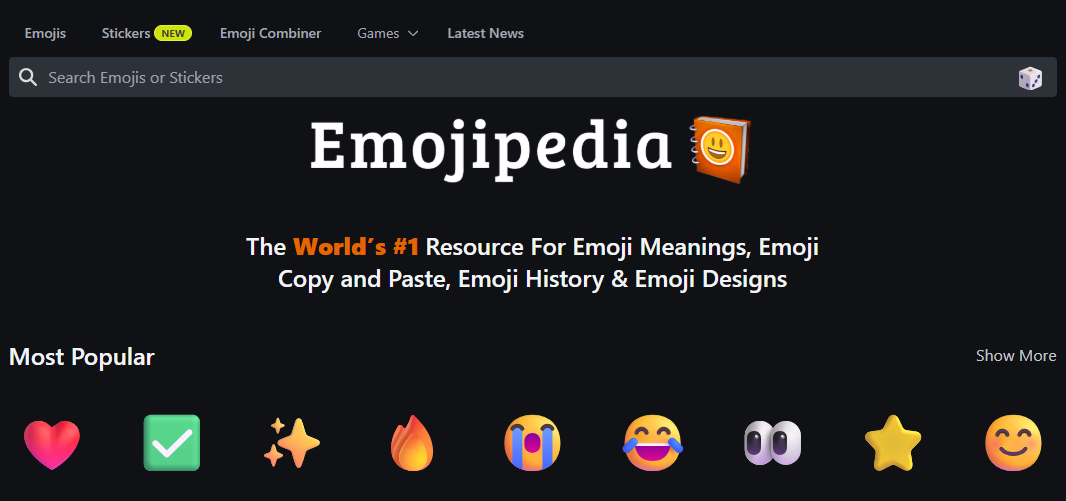 Emojis Stickers NEW Emoji Combiner Games Latest News
Search Emojis or Stickers
Emojipedia
The World’s #1 Resource For Emoji Meanings, Emoji
Copy and Paste, Emoji History & Emoji Designs
Most Popular Show More